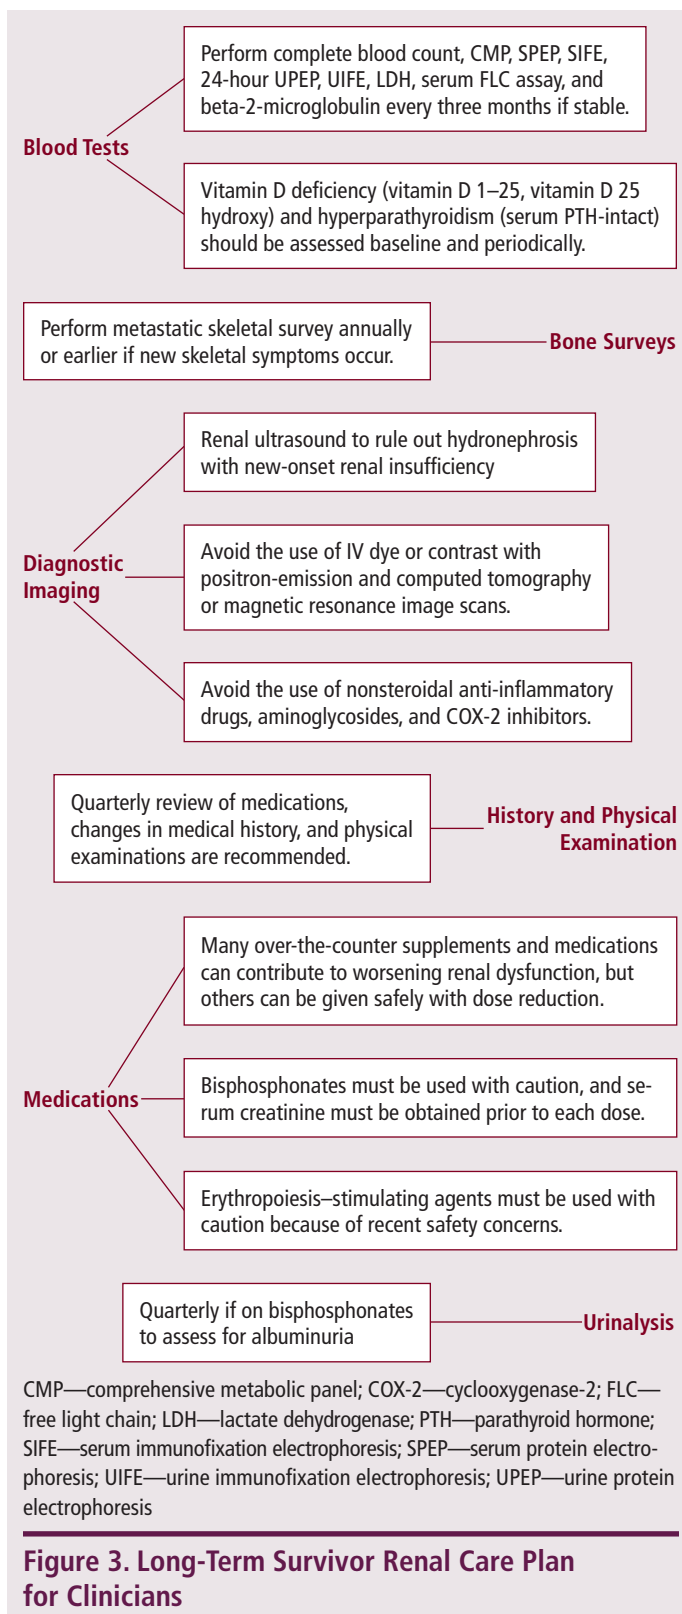 Perform complete blood count, CMP, SPEP, SIFE,
24-hour UPEP, UIFE, LDH, serum FLC assay, and
beta-2-microglobulin every three months if stable.
Blood Tests
Vitamin D deficiency (vitamin D 1–25, vitamin D 25
hydroxy) and hyperparathyroidism (serum PTH-intact)
should be assessed baseline and periodically.
Perform metastatic skeletal survey annually
or earlier if new skeletal symptoms occur.
Bone Surveys
Renal ultrasound to rule out hydronephrosis
with new-onset renal insufficiency
Diagnostic
Imaging
Avoid the use of IV dye or contrast with
positron-emission and computed tomography
or magnetic resonance image scans.
Avoid the use of nonsteroidal anti-inflammatory
drugs, aminoglycosides, and COX-2 inhibitors.
Quarterly review of medications,
changes in medical history, and physical
examinations are recommended.
History and Physical
Examination
Many over-the-counter supplements and medications
can contribute to worsening renal dysfunction, but
others can be given safely with dose reduction.
Medications
Bisphosphonates must be used with caution, and se-
rum creatinine must be obtained prior to each dose.
Erythropoiesis–stimulating agents must be used with
caution because of recent safety concerns.
Quarterly if on bisphosphonates
to assess for albuminuria
Urinalysis
CMP—comprehensive metabolic panel; COX-2—cyclooxygenase-2; FLC—
free light chain; LDH—lactate dehydrogenase; PTH—parathyroid hormone;
SIFE—serum immunofixation electrophoresis; SPEP—serum protein electro-
phoresis; UIFE—urine immunofixation electrophoresis; UPEP—urine protein
electrophoresis
Figure 3. Long-Term Survivor Renal Care Plan
for Clinicians